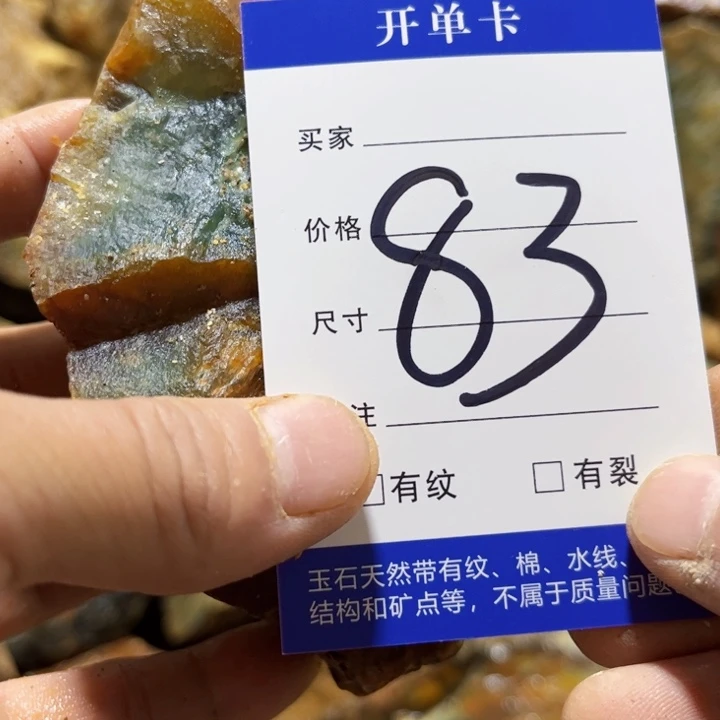 开单卡
买家
价格
83
尺寸
注
有纹 有裂
玉石天然带有纹、棉、水线、
结构和矿点等，不属于质量问题